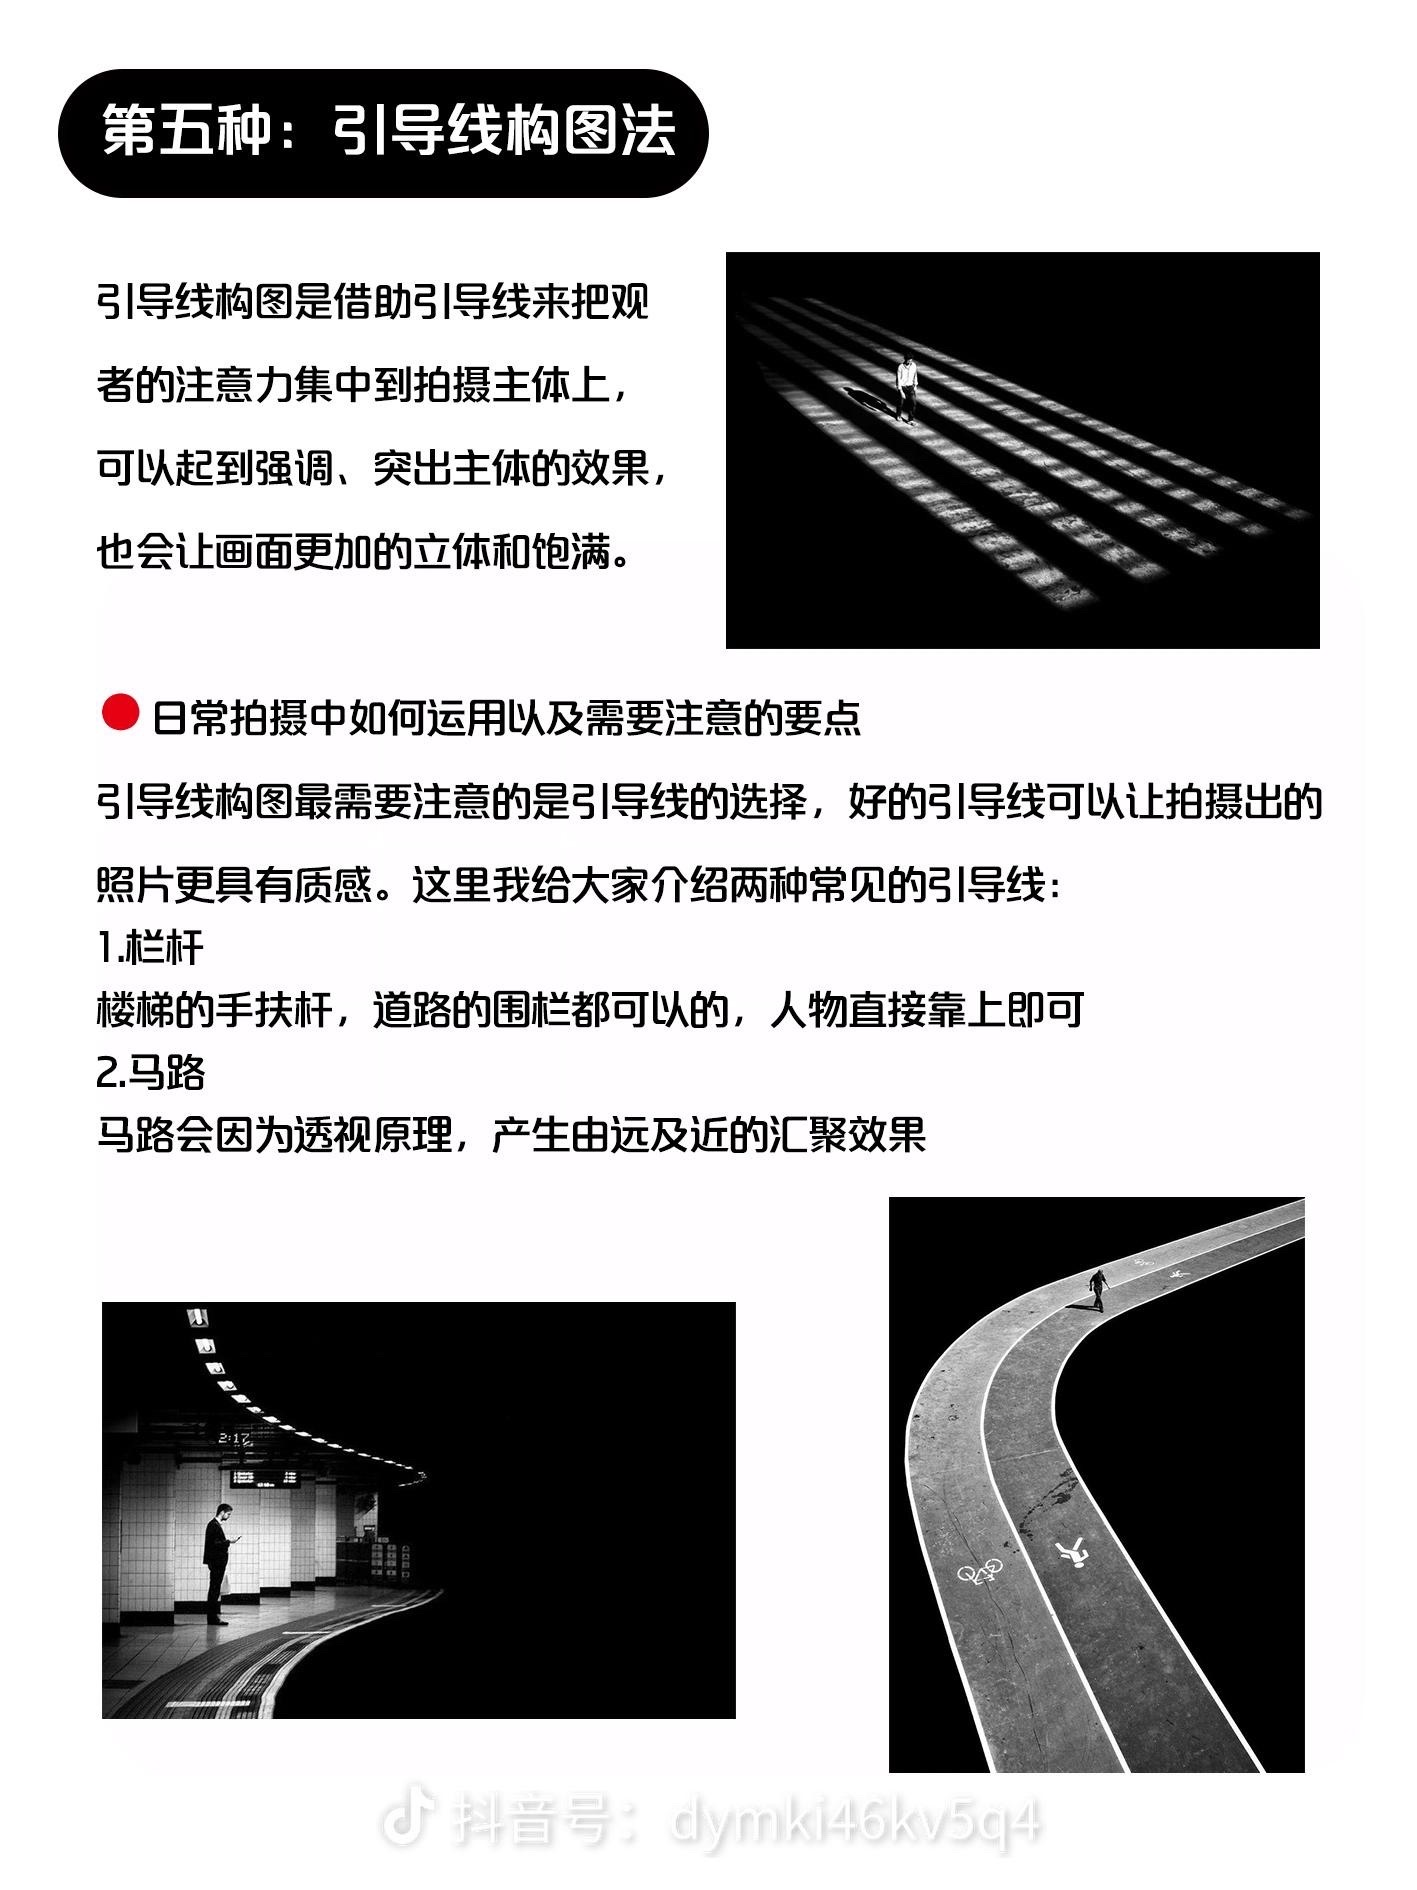 第五种：引导线构图法
引导线构图是借助引导线来把观
者的注意力集中到拍摄主体上，
可以起到强调、突出主体的效果，
也会让画面更加的立体和饱满。
日常拍摄中如何运用以及需要注意的要点
引导线构图最需要注意的是引导线的选择，好的引导线可以让拍摄出的
照片更具有质感。这里我给大家介绍两种常见的引导线：
1.栏杆
楼梯的手扶杆，道路的围栏都可以的，人物直接靠上即可
2.马路
马路会因为透视原理，产生由远及近的汇聚效果
2:17
抖音号：dymki46kv5q4